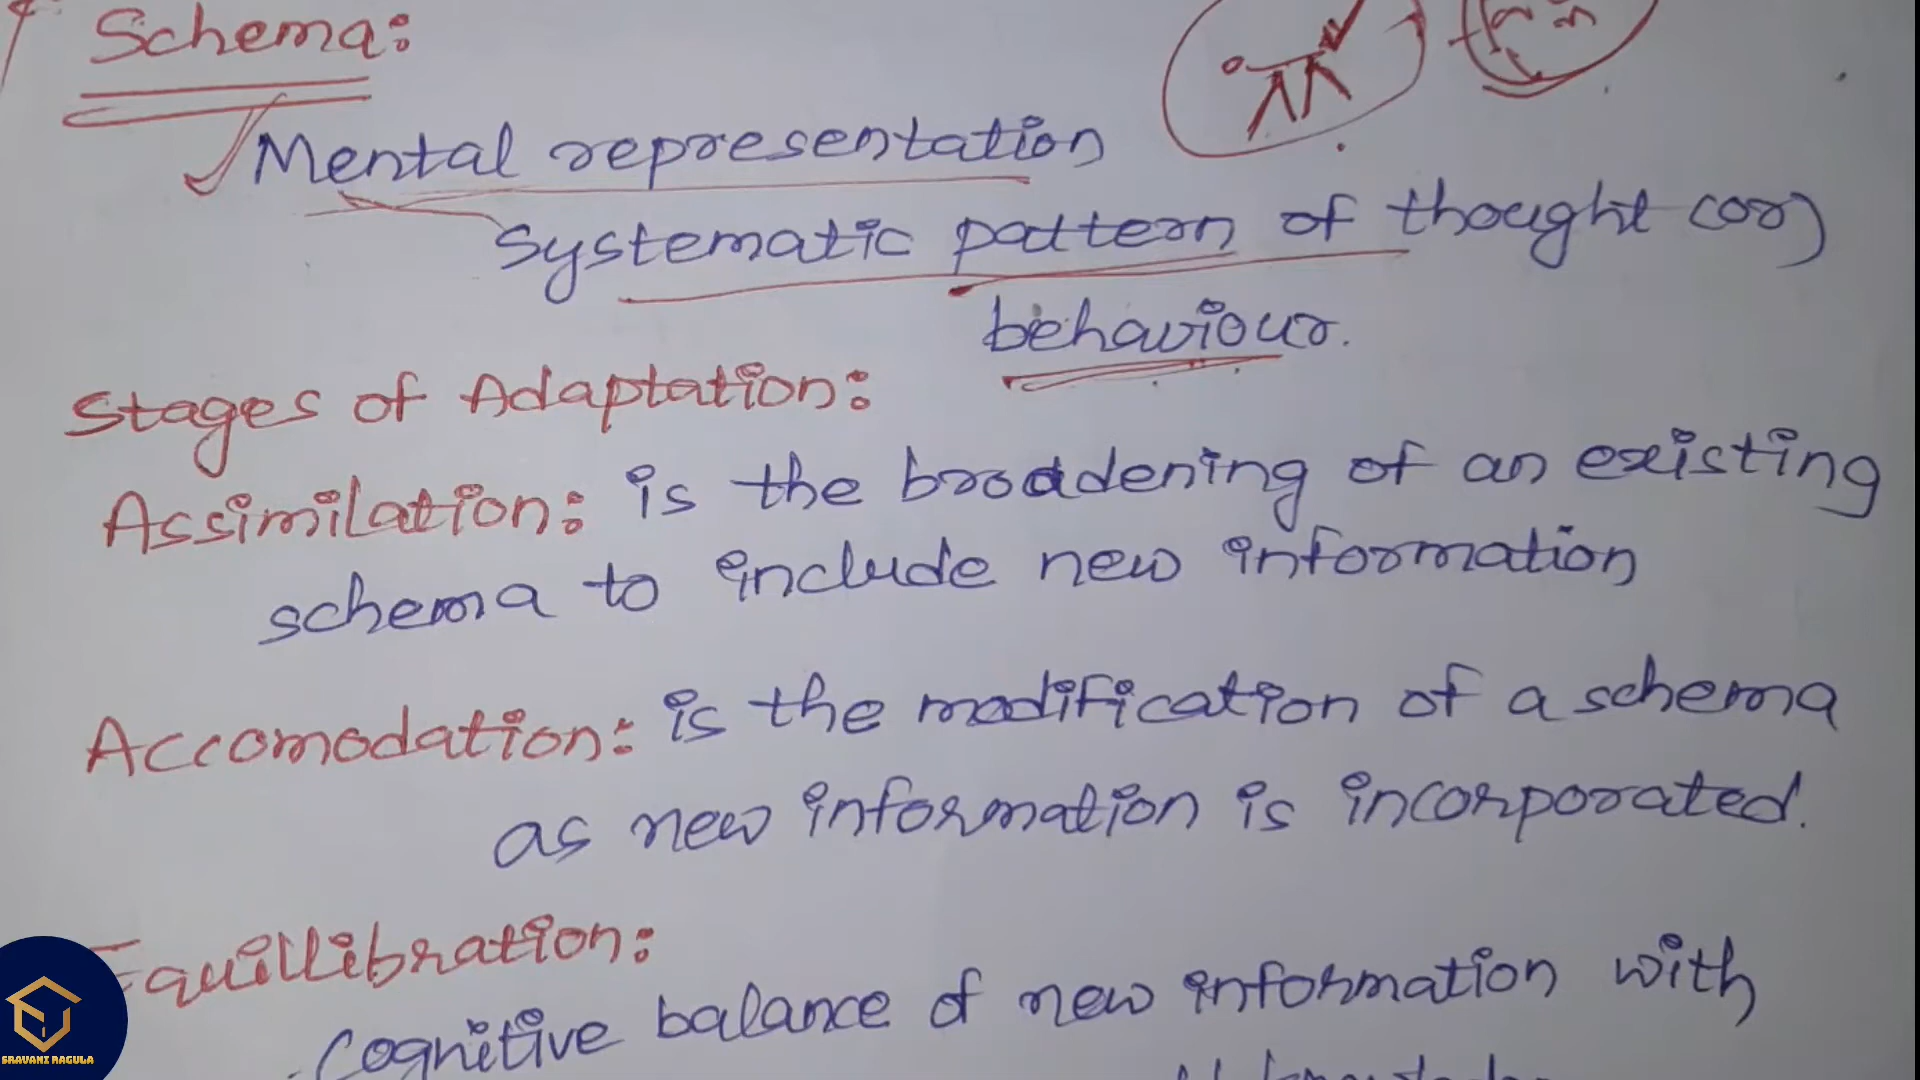 Schema:
Mental representation
Systematic pattern of thought (or)
behaviour.
Stages of Adaptation:
Assimilation: is the broadening of an existing
schema to include new information
Accomodation: is the modification of a schema
as new information is incorporated.
Equillibration:
Cognitive balance of new information with
SRAVANI RAGULA